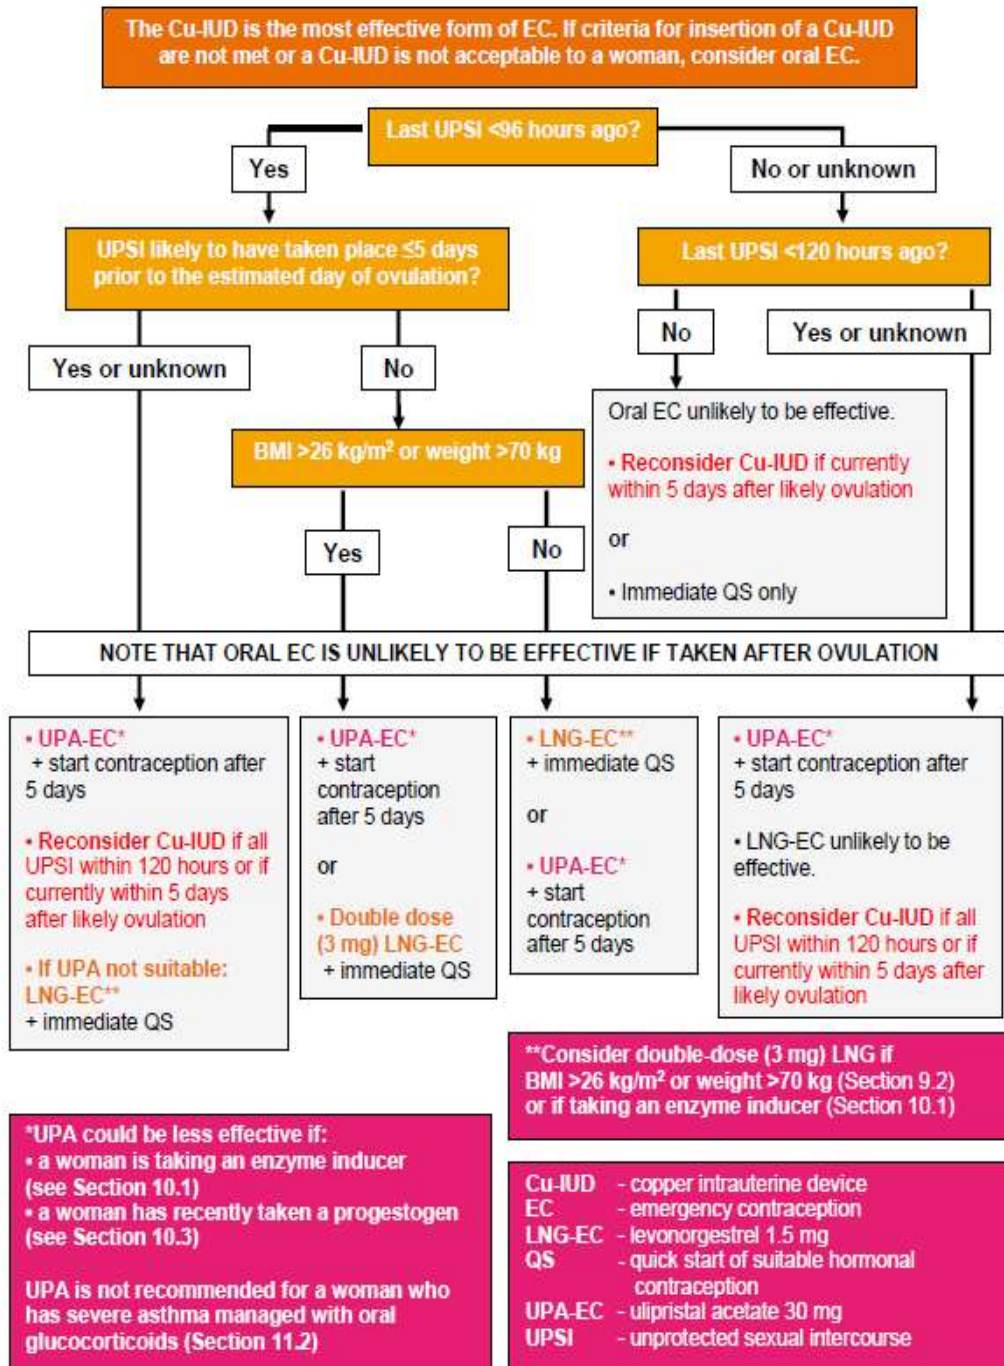 The Cu-IUD is the most effective form of EC. If criteria for insertion of a Cu-IUD
are not met or a Cu-IUD is not acceptable to a woman, consider oral EC.
Last UPSI <96 hours ago?
Yes
No or unknown
UPSI likely to have taken place ≤5 days
prior to the estimated day of ovulation?
Last UPSI <120 hours ago?
Yes or unknown
No
No
Yes or unknown
BMI >26 kg/m² or weight >70 kg
Yes
No
Oral EC unlikely to be effective.
• Reconsider Cu-IUD if currently
within 5 days after likely ovulation
or
• Immediate QS only
NOTE THAT ORAL EC IS UNLIKELY TO BE EFFECTIVE IF TAKEN AFTER OVULATION
• UPA-EC*
+ start contraception after
5 days
• Reconsider Cu-IUD if all
UPSI within 120 hours or if
currently within 5 days
after likely ovulation
• If UPA not suitable:
LNG-EC**
+ immediate QS
• UPA-EC*
+ start
contraception
after 5 days
or
• Double dose
(3 mg) LNG-EC
+ immediate QS
• LNG-EC**
+ immediate QS
or
• UPA-EC*
+ start
contraception
after 5 days
• UPA-EC*
+ start contraception after
5 days
• LNG-EC unlikely to be
effective.
• Reconsider Cu-IUD if all
UPSI within 120 hours or if
currently within 5 days after
likely ovulation
**Consider double-dose (3 mg) LNG if
BMI >26 kg/m² or weight >70 kg (Section 9.2)
or if taking an enzyme inducer (Section 10.1)
*UPA could be less effective if:
• a woman is taking an enzyme inducer
(see Section 10.1)
• a woman has recently taken a progestogen
(see Section 10.3)
UPA is not recommended for a woman who
has severe asthma managed with oral
glucocorticoids (Section 11.2)
Cu-IUD - copper intrauterine device
EC - emergency contraception
LNG-EC - levonorgestrel 1.5 mg
QS - quick start of suitable hormonal
contraception
UPA-EC - ulipristal acetate 30 mg
UPSI - unprotected sexual intercourse